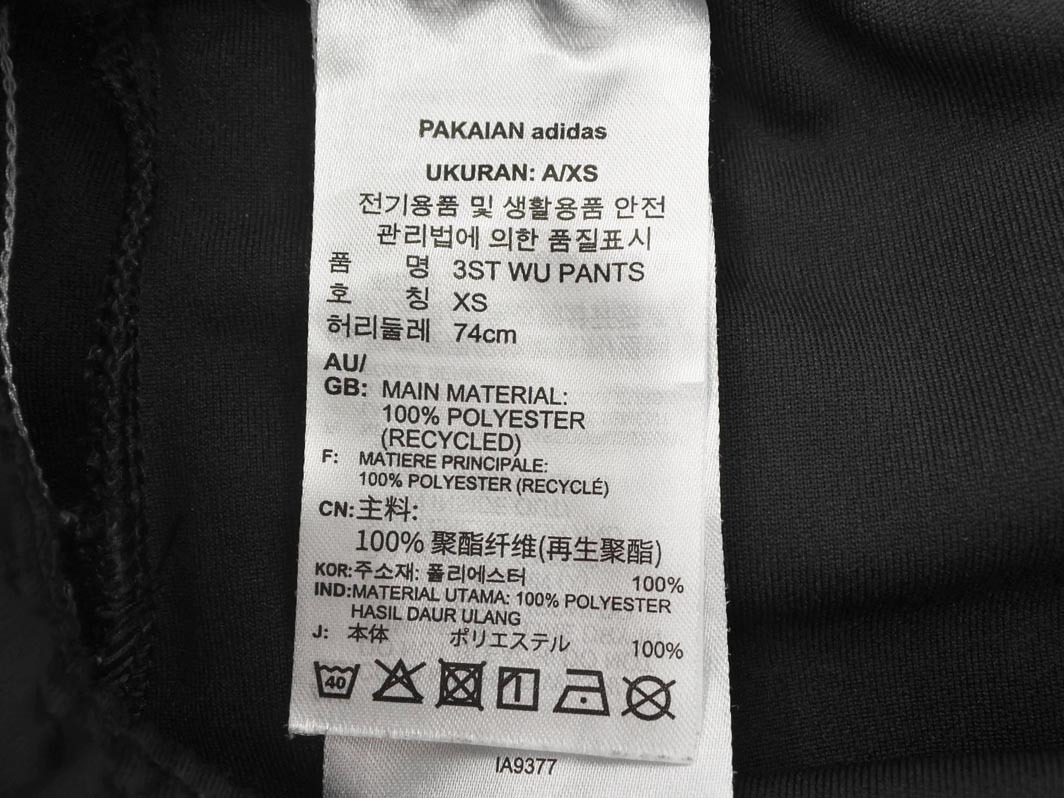 PAKAIAN adidas
UKURAN: A/XS
전기용품 및 생활용품 안전
관리법에 의한 품질표시
품 명 3ST WU PANTS
호 칭 XS
허리둘레 74cm
AU/
GB: MAIN MATERIAL:
100% POLYESTER
(RECYCLED)
F: MATIERE PRINCIPALE:
100% POLYESTER (RECYCLÉ)
CN:主料:
100% 聚酯纤维(再生聚酯)
KOR:주소재: 폴리에스터 100%
IND:MATERIAL UTAMA: 100% POLYESTER
HASIL DAUR ULANG
J: 本体 ポリエステル 100%
40
IA9377